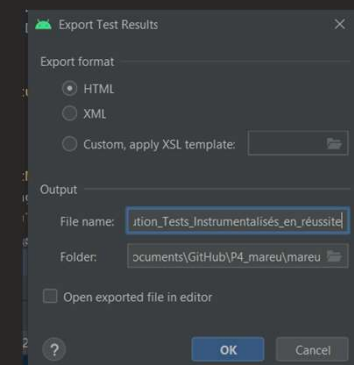 Export Test Results
Export format
HTML
XML
Custom, apply XSL template:
Output
File name: ution_Tests_Instrumentalisés_en_réussite
Folder: ocuments\GitHub\P4_mareu\mareu
Open exported file in editor
? OK Cancel